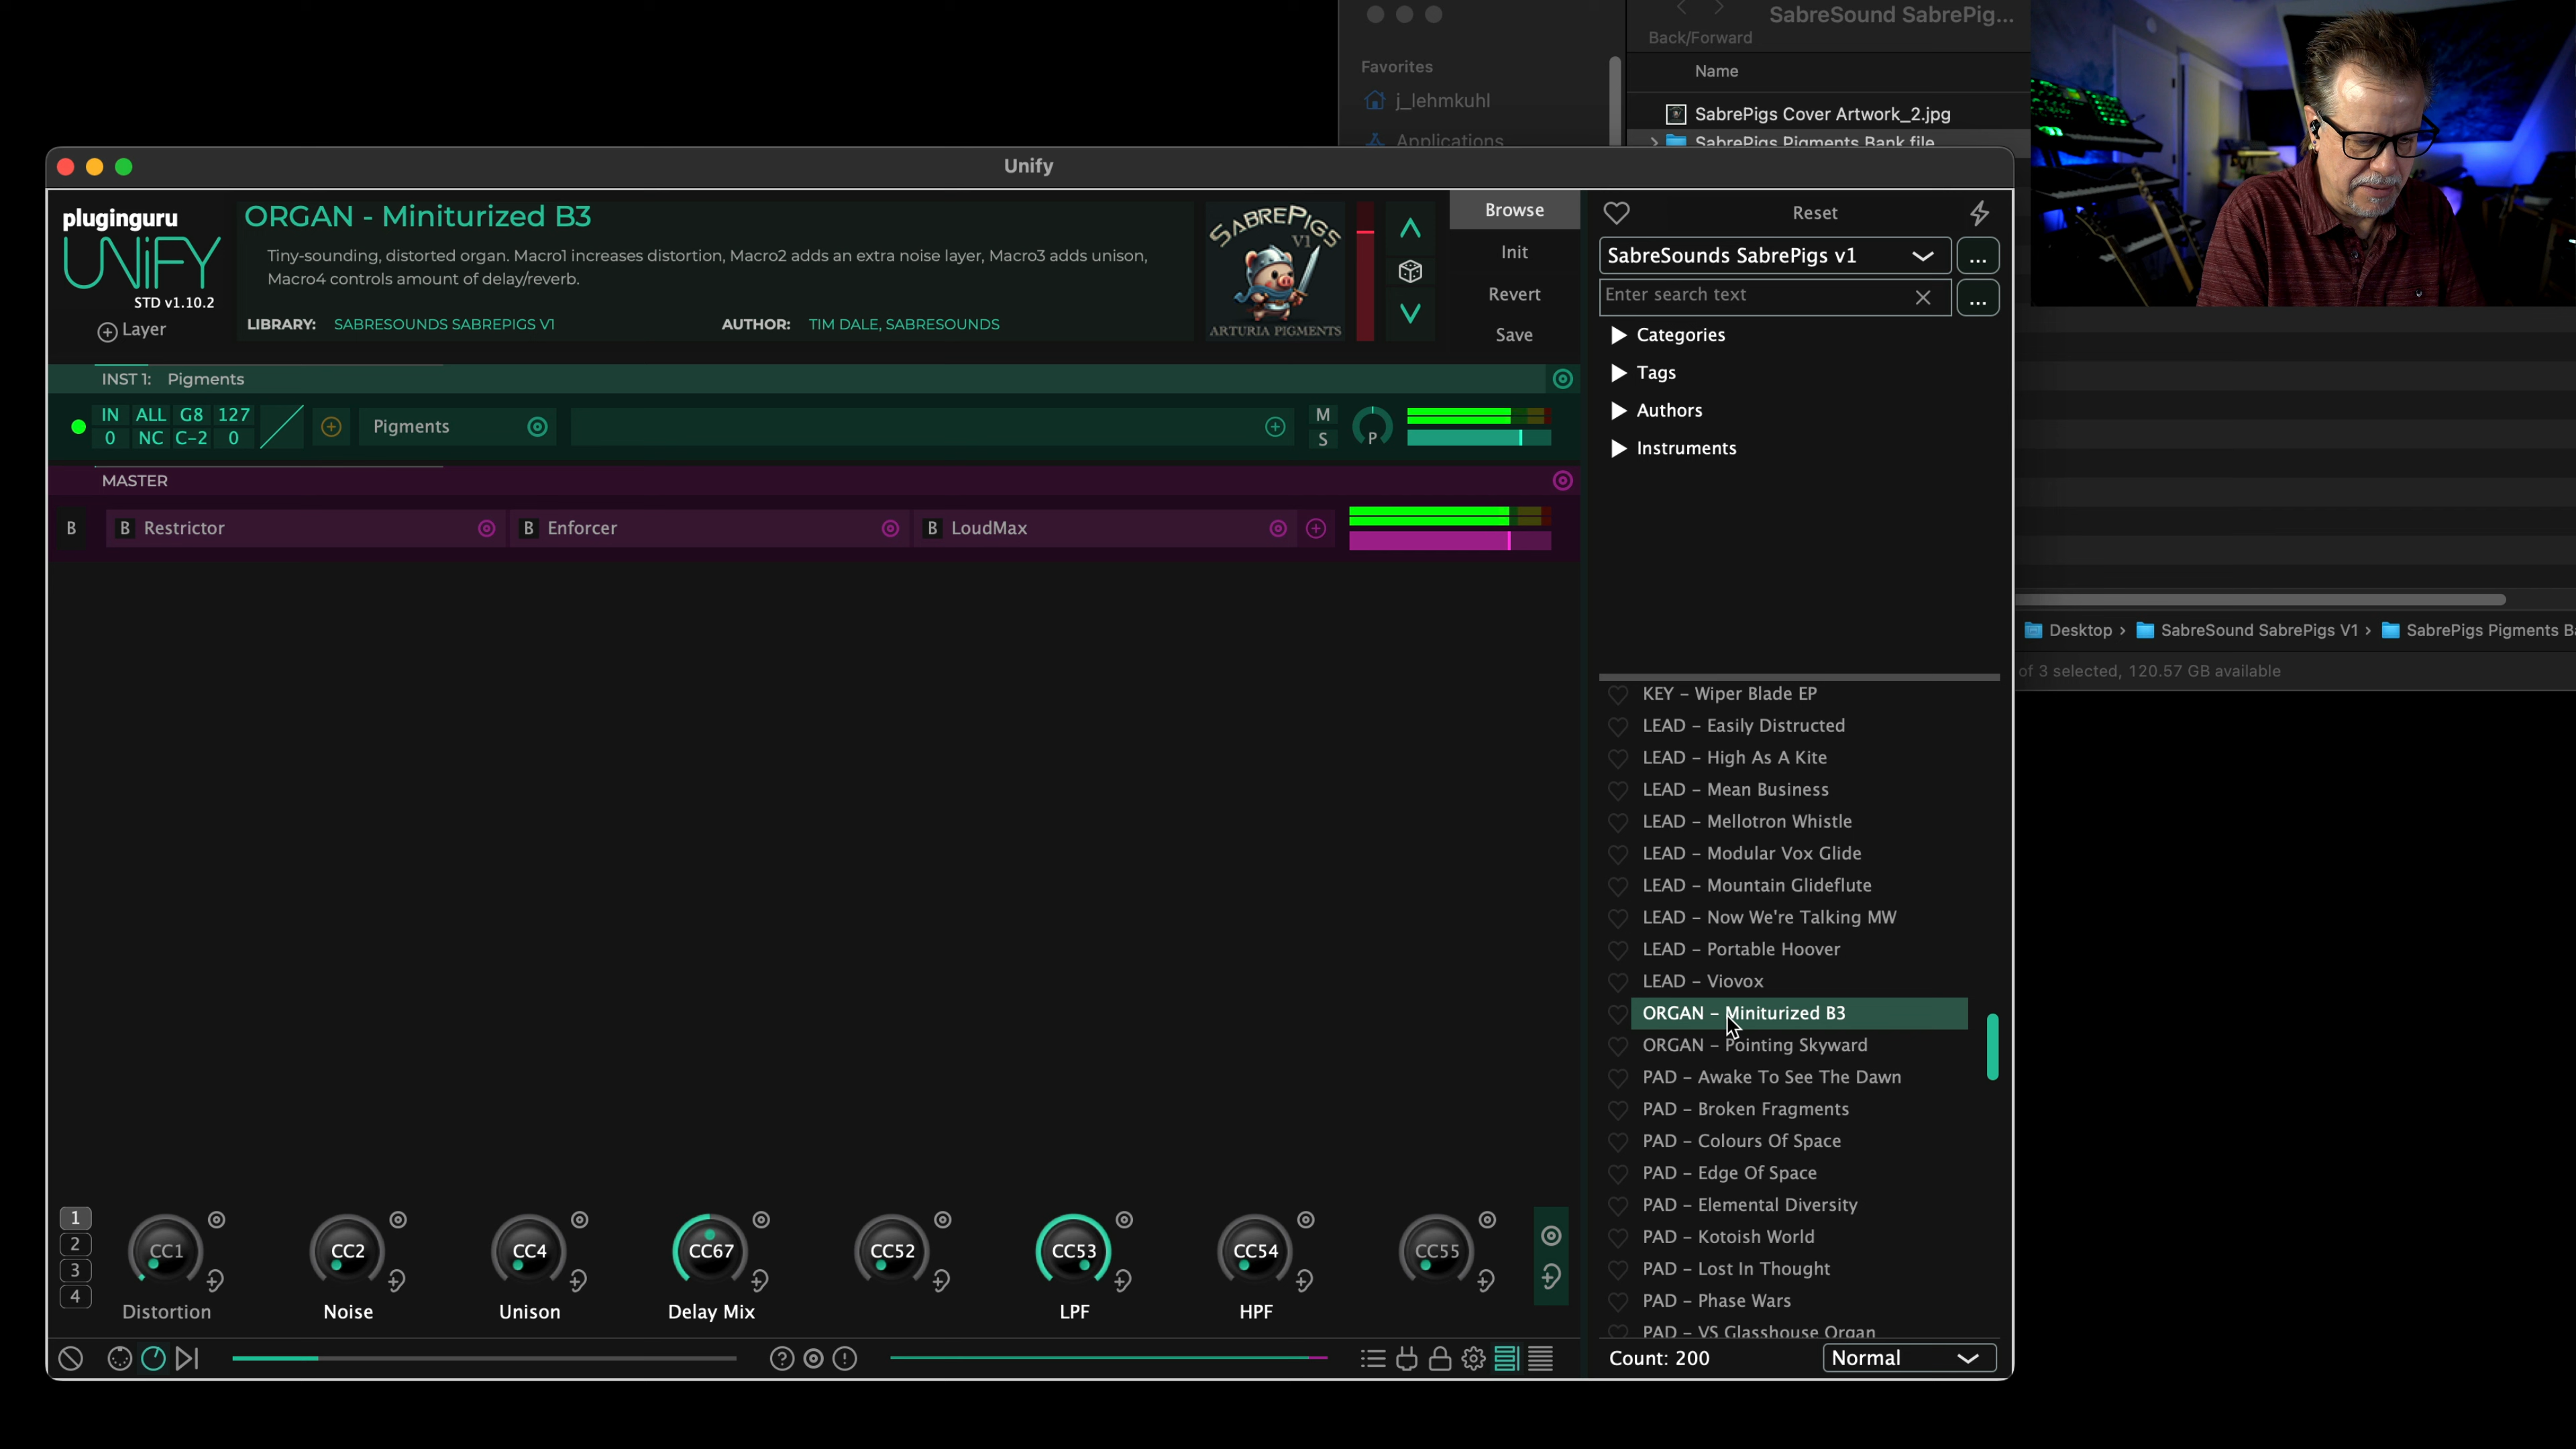 SabreSound SabrePig...
Back/Forward
Favorites
Name
j_lehmkuhl
SabrePigs Cover Artwork_2.jpg
Applications
SabrePigs Pigments Bank file
Unify
pluginguru
UNiFY
STD v1.10.2
Layer
ORGAN - Miniturized B3
Tiny-sounding, distorted organ. Macro1 increases distortion, Macro2 adds an extra noise layer, Macro3 adds unison,
Macro4 controls amount of delay/reverb.
LIBRARY: SABRESOUNDS SABREPIGS V1
AUTHOR: TIM DALE, SABRESOUNDS
SABREPIGS
V1
ARTURIA PIGMENTS
Browse
Init
Revert
Save
Reset
SabreSounds SabrePigs v1
...
Enter search text
...
Categories
Tags
Authors
Instruments
INST 1: Pigments
IN ALL G8 127
0 NC C-2 0
Pigments
M
S
P
MASTER
B
B Restrictor
B Enforcer
B LoudMax
Desktop › SabreSound SabrePigs V1 › SabrePigs Pigments B
of 3 selected, 120.57 GB available
KEY – Wiper Blade EP
LEAD – Easily Distructed
LEAD – High As A Kite
LEAD – Mean Business
LEAD – Mellotron Whistle
LEAD – Modular Vox Glide
LEAD – Mountain Glideflute
LEAD – Now We're Talking MW
LEAD – Portable Hoover
LEAD – Viovox
ORGAN – Miniturized B3
ORGAN – Pointing Skyward
PAD – Awake To See The Dawn
PAD – Broken Fragments
PAD – Colours Of Space
PAD – Edge Of Space
PAD – Elemental Diversity
PAD – Kotoish World
PAD – Lost In Thought
PAD – Phase Wars
PAD – VS Glasshouse Organ
1
2
3
4
CC1 CC2 CC4 CC67 CC52 CC53 CC54 CC55
Distortion Noise Unison Delay Mix LPF HPF
Count: 200
Normal